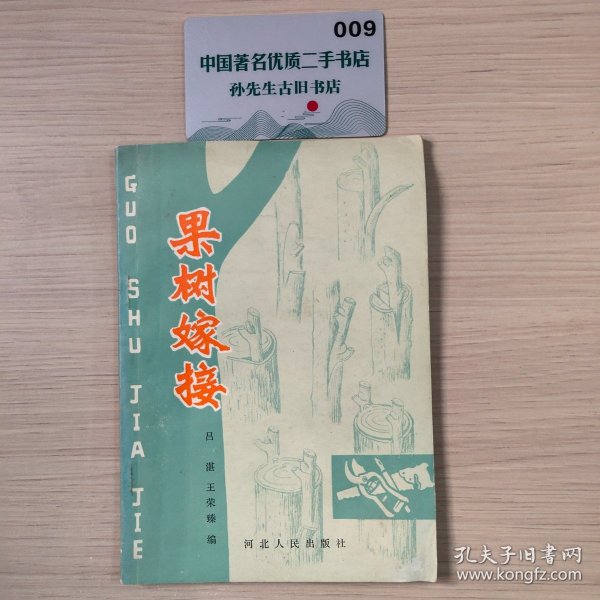 009
中国著名优质二手书店
孙先生古旧书店
GUO SHU JIA JIE
果树嫁接
吕湛 王荣臻 编
河北人民出版社
孔夫子旧书网
www.kongfz.com